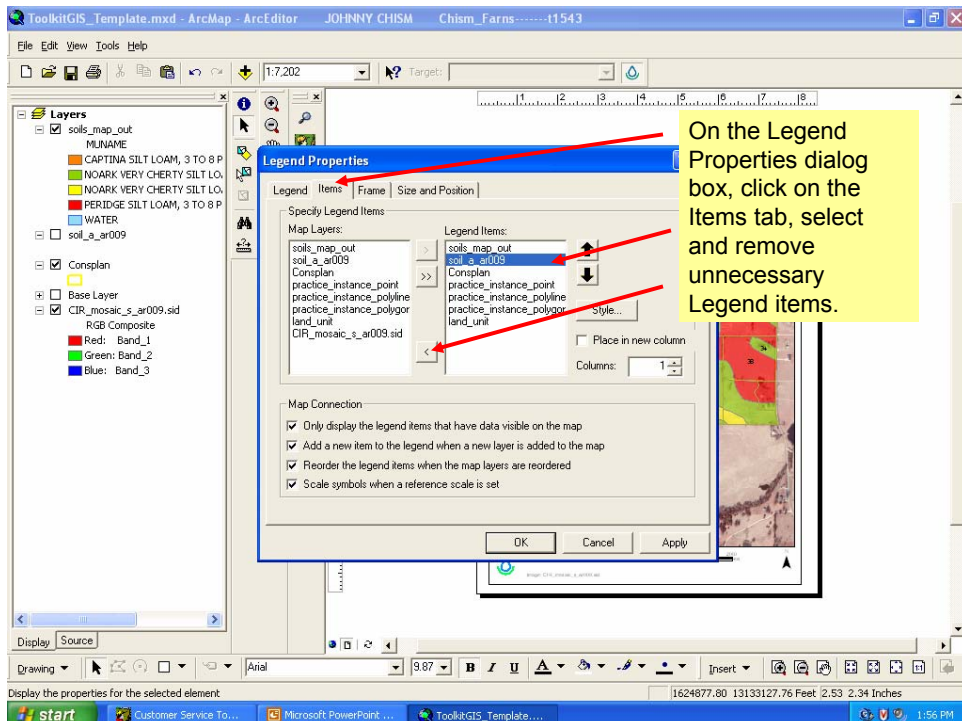 ToolkitGIS_Template.mxd - ArcMap - ArcEditor JOHNNY CHISM Chism_Farns-------t1543
File Edit View Tools Help
1:7,202 Target:
Layers
soils_map_out
MUNAME
CAPTINA SILT LOAM, 3 TO 8 P
NOARK VERY CHERTY SILT LO
NOARK VERY CHERTY SILT LO
PERIDGE SILT LOAM, 3 TO 8 P
WATER
soil_a_ar009
Consplan
Base Layer
CIR_mosaic_s_ar009.sid
RGB Composite
Red: Band_1
Green: Band_2
Blue: Band_3
Display Source
1 2 3 4 5 6 7 8
On the Legend
Properties dialog
box, click on the
Items tab, select
and remove
unnecessary
Legend items.
Legend Properties
Legend Items Frame Size and Position
Specify Legend Items
Map Layers:
soils_map_out
soil_a_ar009
Consplan
practice_instance_point
practice_instance_polyline
practice_instance_polygor
land_unit
CIR_mosaic_s_ar009.sid
>
>>
<
Legend Items:
soils_map_out
soil_a_ar009
Consplan
practice_instance_point
practice_instance_polyline
practice_instance_polygor
land_unit
Style...
Place in new column
Columns: 1
Map Connection
Only display the legend items that have data visible on the map
Add a new item to the legend when a new layer is added to the map
Reorder the legend items when the map layers are reordered
Scale symbols when a reference scale is set
OK Cancel Apply
Drawing Arial 9.87 B I U A Insert 1:1
Display the properties for the selected element 1624877.80 13133127.76 Feet 2.53 2.34 Inches
start Customer Service To... Microsoft PowerPoint ... ToolkitGIS_Template.... 1:56 PM